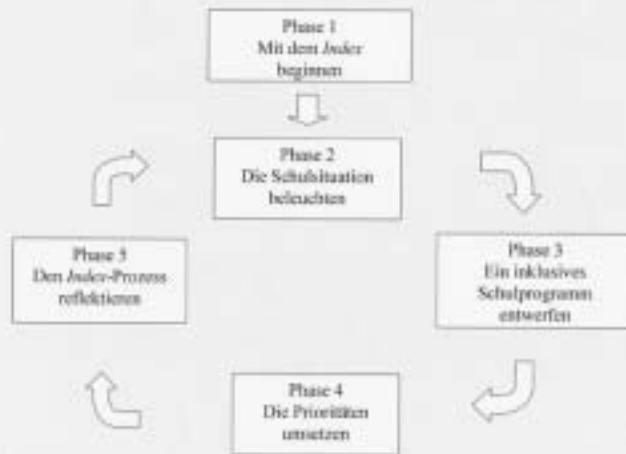 Phase 1
Mit dem Index
beginnen
Phase 2
Die Schulsituation
beleuchten
Phase 3
Ein inklusives
Schulprogramm
entwerfen
Phase 4
Die Prioritäten
umsetzen
Phase 5
Den Index-Prozess
reflektieren